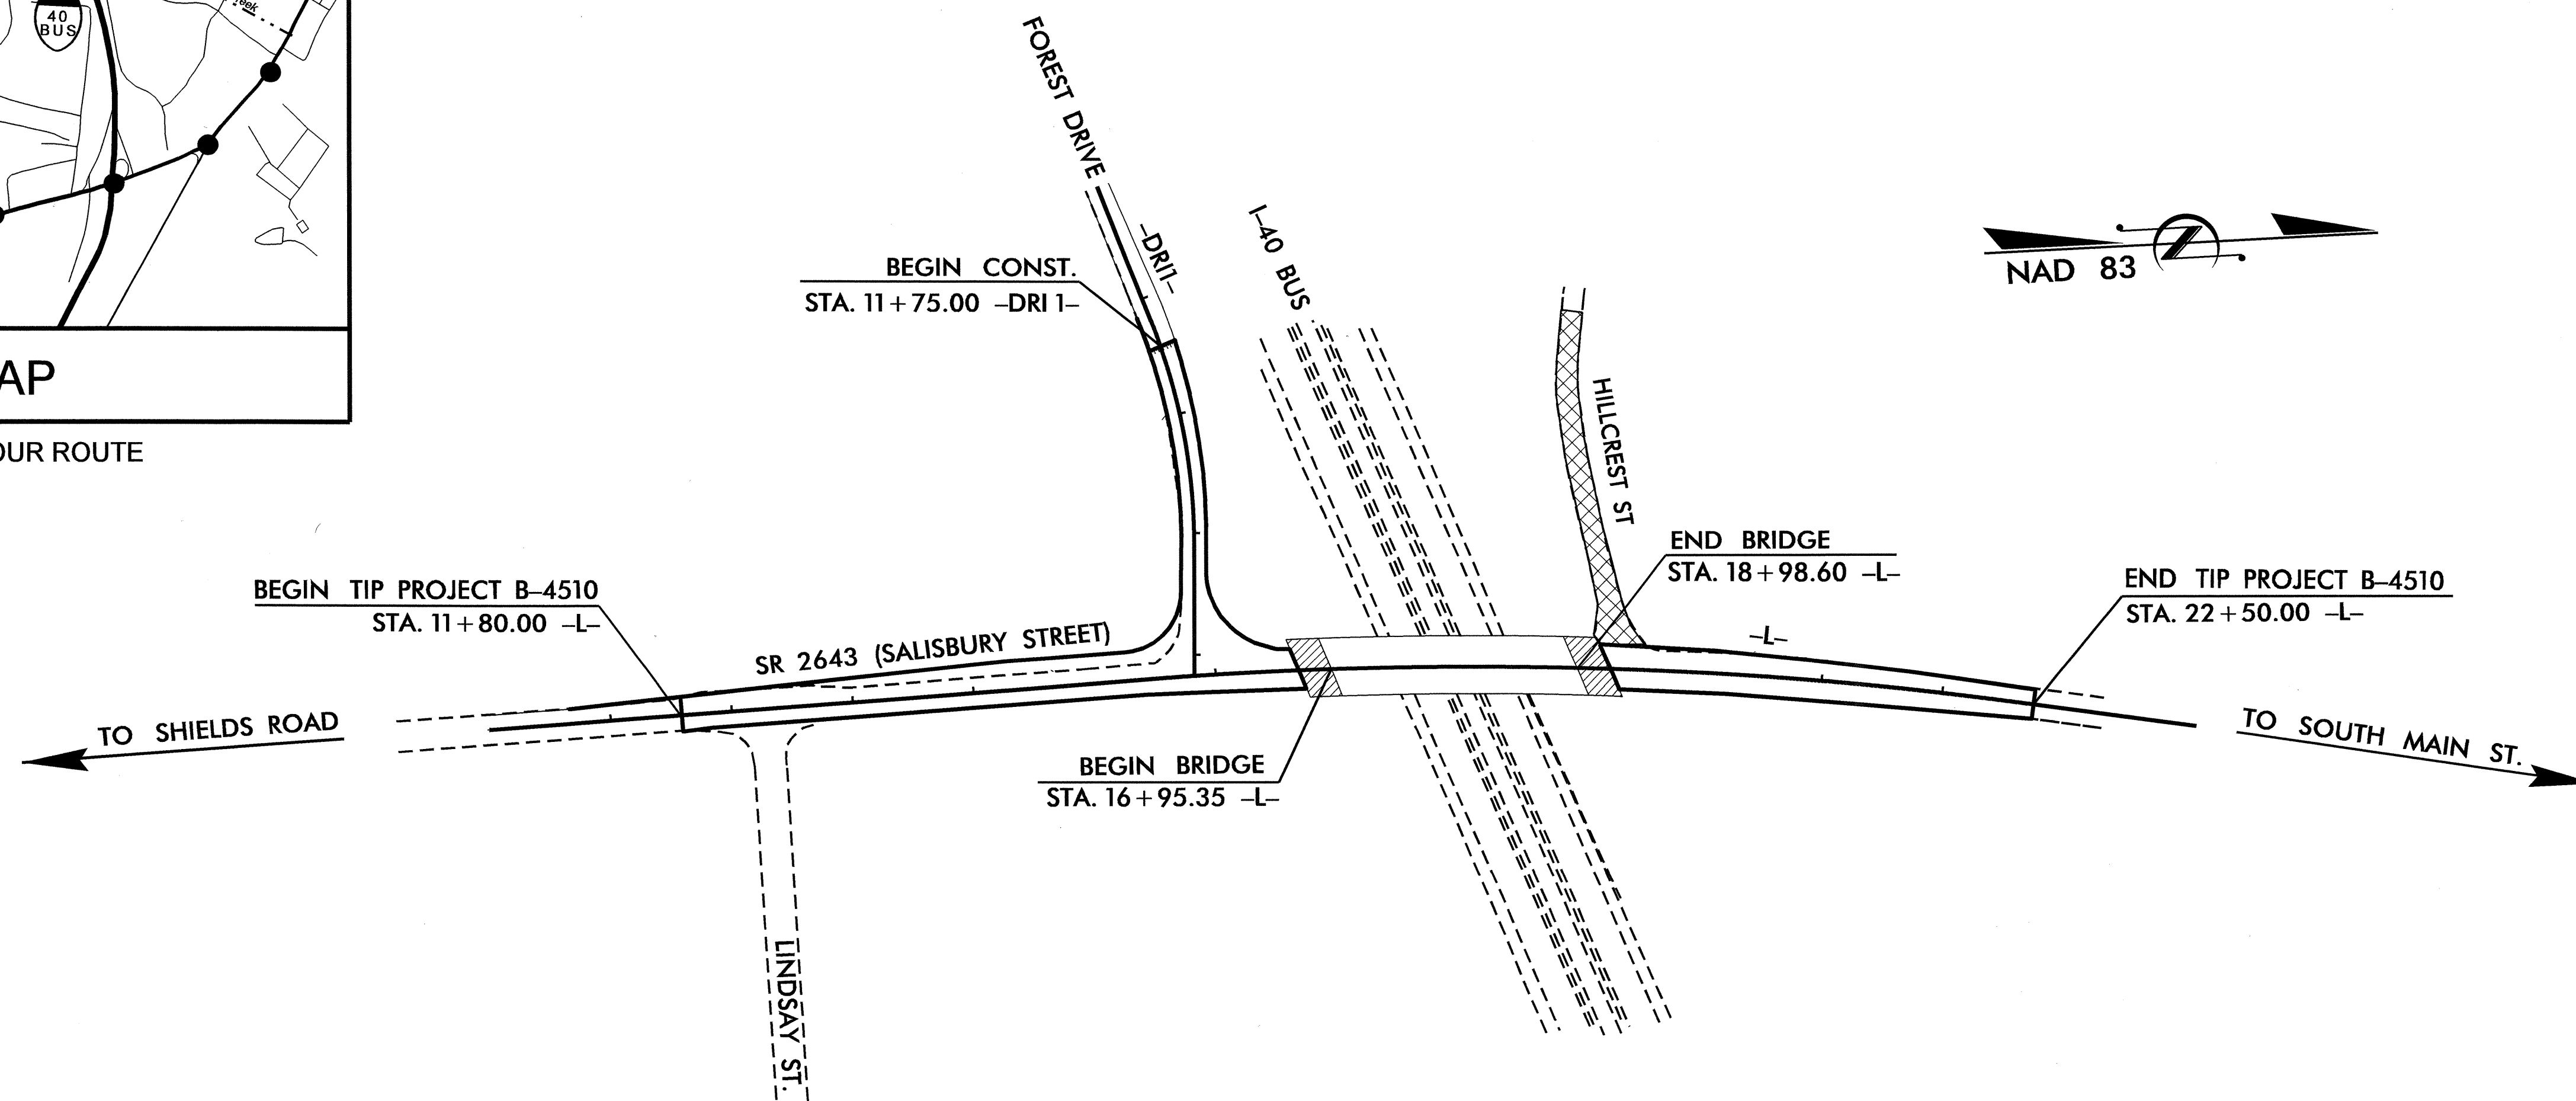 40
BUS
eek
AP
OUR ROUTE
FOREST DRIVE
–DRI1–
BEGIN CONST.
STA. 11+75.00 –DRI 1–
I–40 BUS
NAD 83
HILLCREST ST
END BRIDGE
STA. 18+98.60 –L–
BEGIN TIP PROJECT B–4510
STA. 11+80.00 –L–
END TIP PROJECT B–4510
STA. 22+50.00 –L–
SR 2643 (SALISBURY STREET)
–L–
TO SHIELDS ROAD
TO SOUTH MAIN ST.
BEGIN BRIDGE
STA. 16+95.35 –L–
LINDSAY ST.